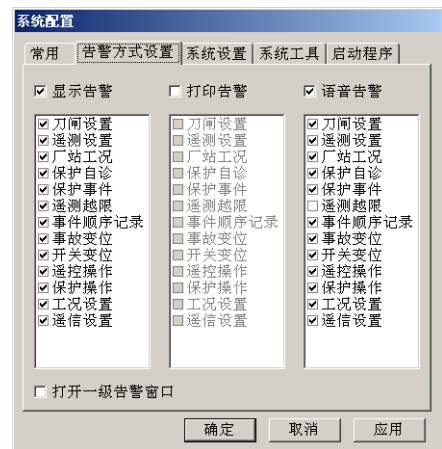 系统配置
常用 告警方式设置 系统设置 系统工具 启动程序
显示告警 打印告警 语音告警
刀闸设置 刀闸设置 刀闸设置
遥测设置 遥测设置 遥测设置
厂站工况 厂站工况 厂站工况
保护自诊 保护自诊 保护自诊
保护事件 保护事件 保护事件
遥测越限 遥测越限 遥测越限
事件顺序记录 事件顺序记录 事件顺序记录
事故变位 事故变位 事故变位
开关变位 开关变位 开关变位
遥控操作 遥控操作 遥控操作
保护操作 保护操作 保护操作
工况设置 工况设置 工况设置
遥信设置 遥信设置 遥信设置
打开一级告警窗口
确定 取消 应用